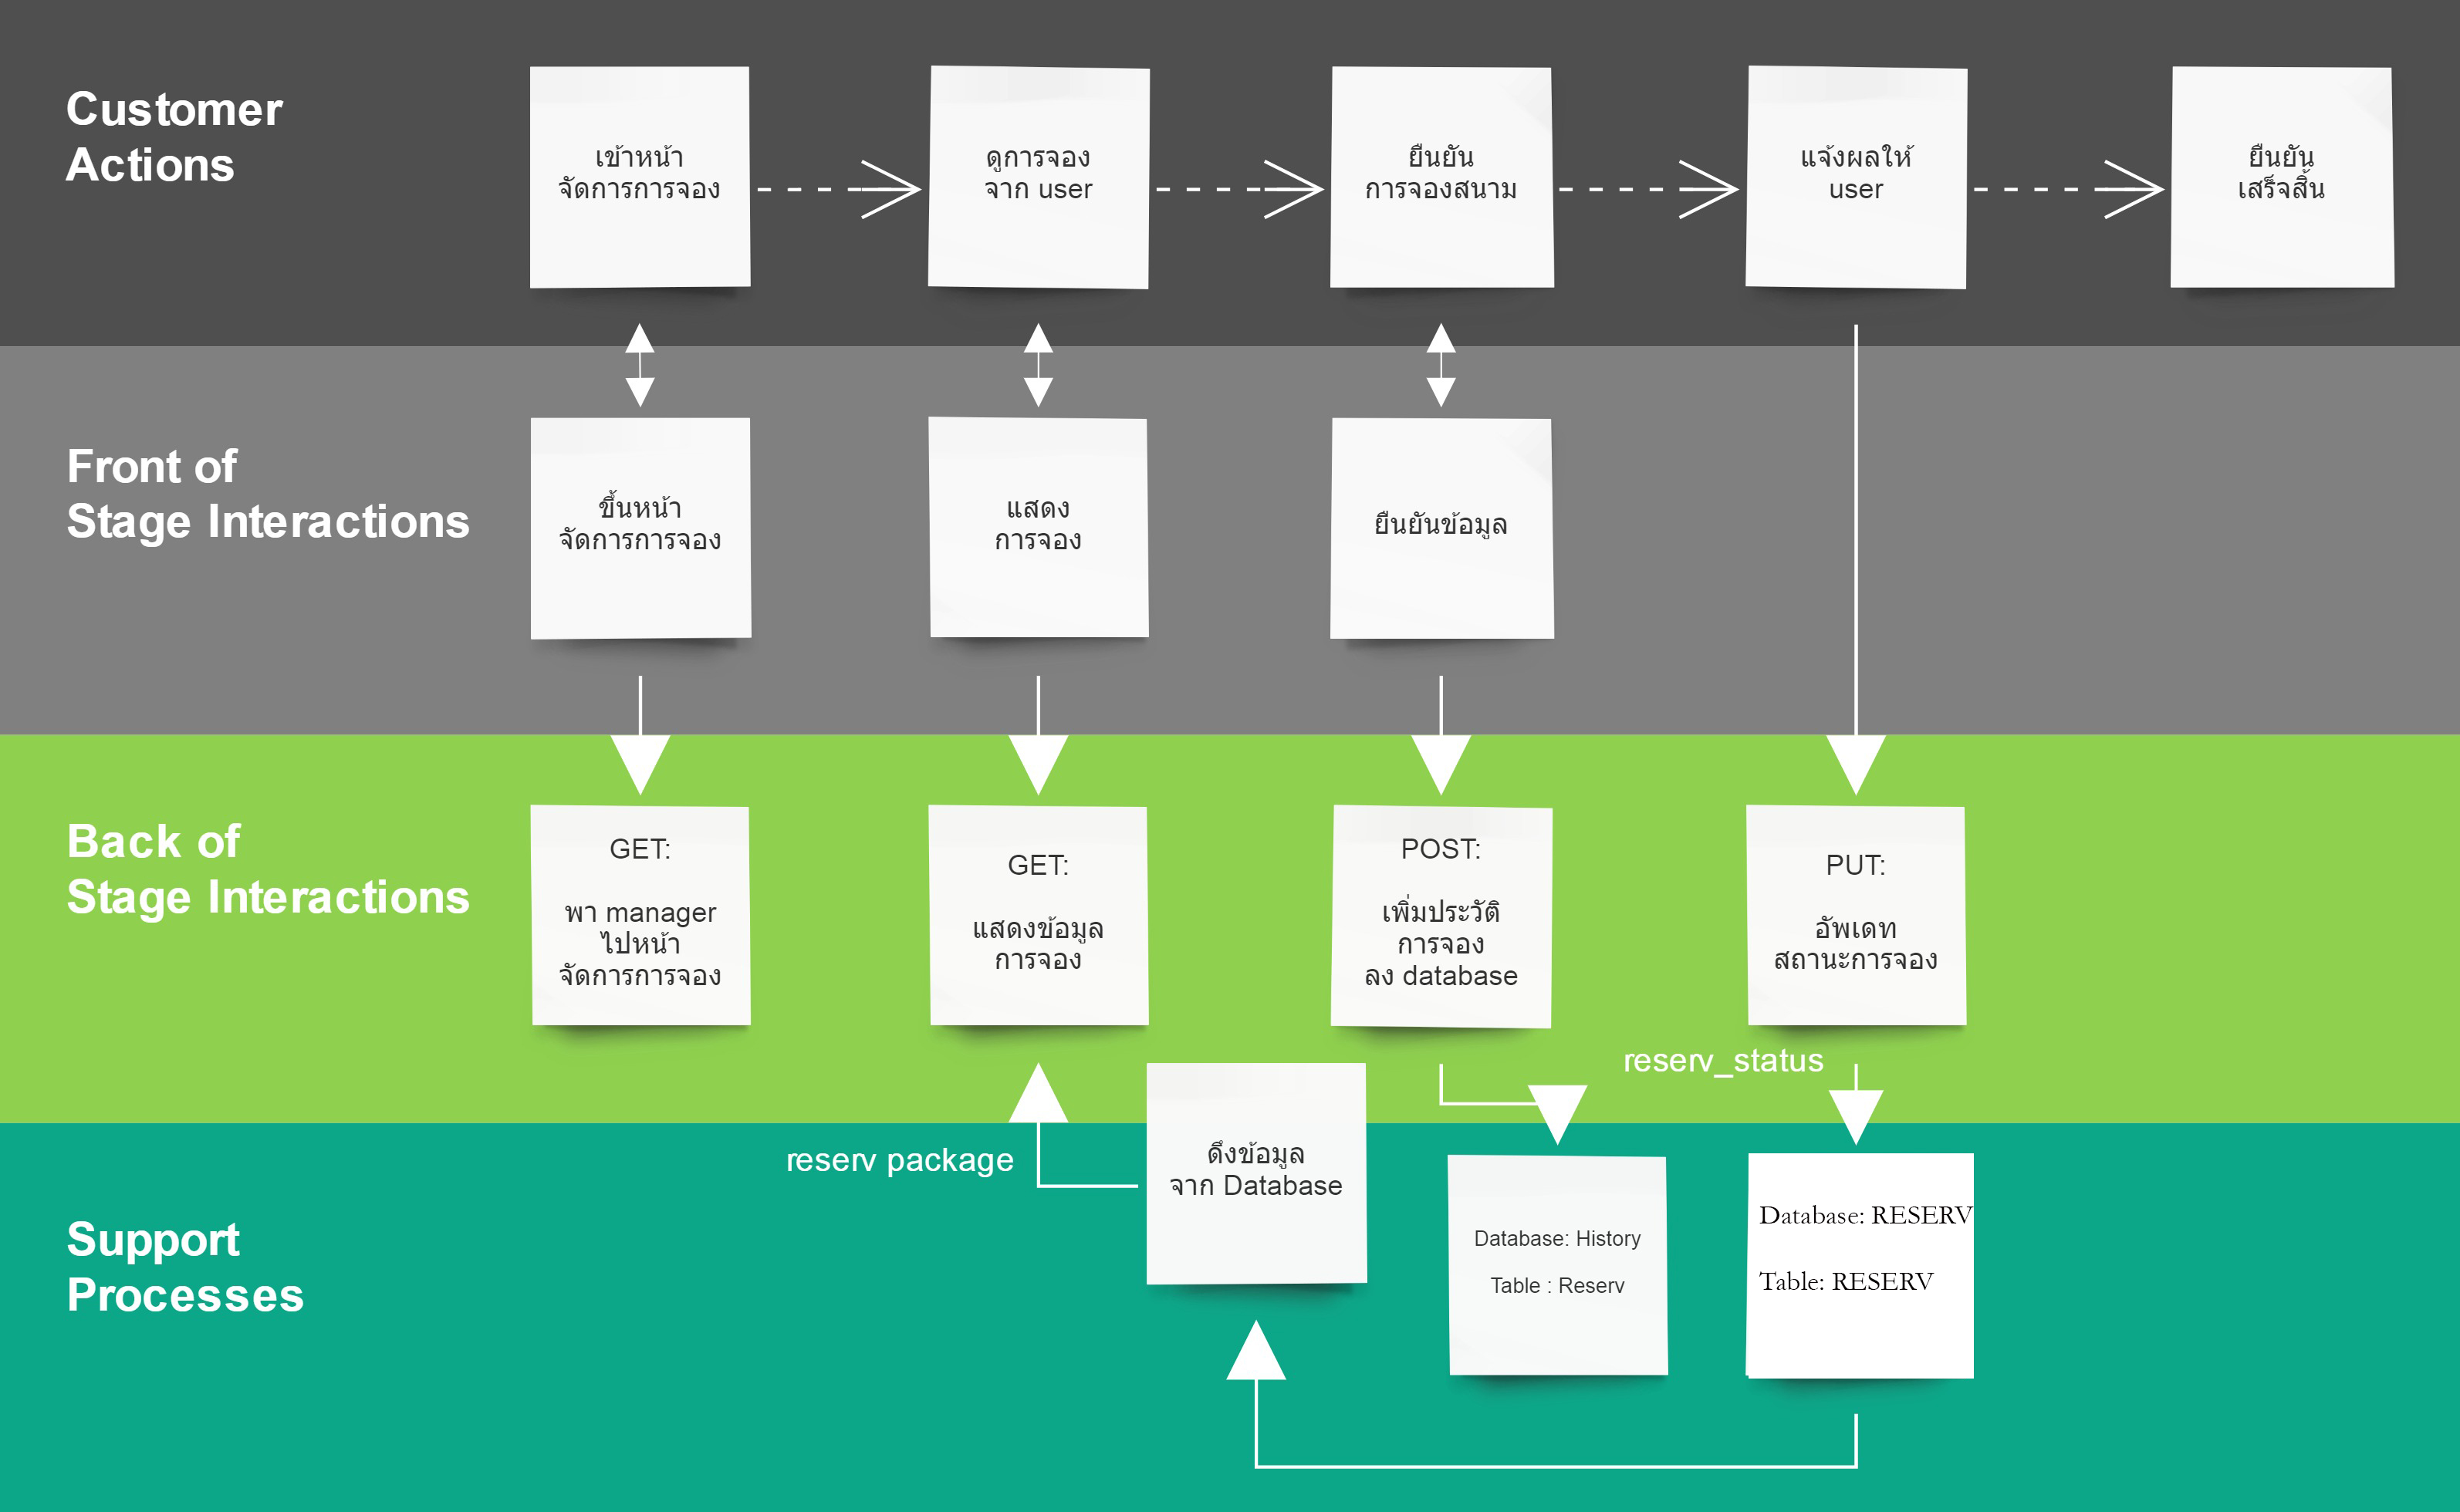 Customer
Actions
เข้าหน้า
จัดการการจอง
ดูการจอง
จาก user
ยืนยัน
การจองสนาม
แจ้งผลให้
user
ยืนยัน
เสร็จสิ้น
Front of
Stage Interactions
ขึ้นหน้า
จัดการการจอง
แสดง
การจอง
ยืนยันข้อมูล
Back of
Stage Interactions
GET:
พา manager
ไปหน้า
จัดการการจอง
GET:
แสดงข้อมูล
การจอง
POST:
เพิ่มประวัติ
การจอง
ลง database
PUT:
อัพเดท
สถานะการจอง
reserv_status
Support
Processes
reserv package
ดึงข้อมูล
จาก Database
Database: History
Table : Reserv
Database: RESERV
Table: RESERV